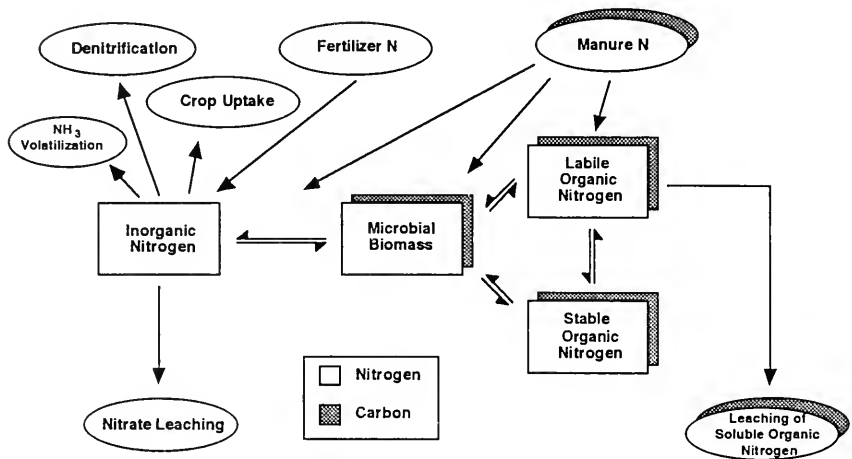 Denitrification
Fertilizer N
Manure N
Crop Uptake
NH3
Volatilization
Labile
Organic
Nitrogen
Inorganic
Nitrogen
Microbial
Biomass
Stable
Organic
Nitrogen
Nitrogen
Carbon
Nitrate Leaching
Leaching of
Soluble Organic
Nitrogen